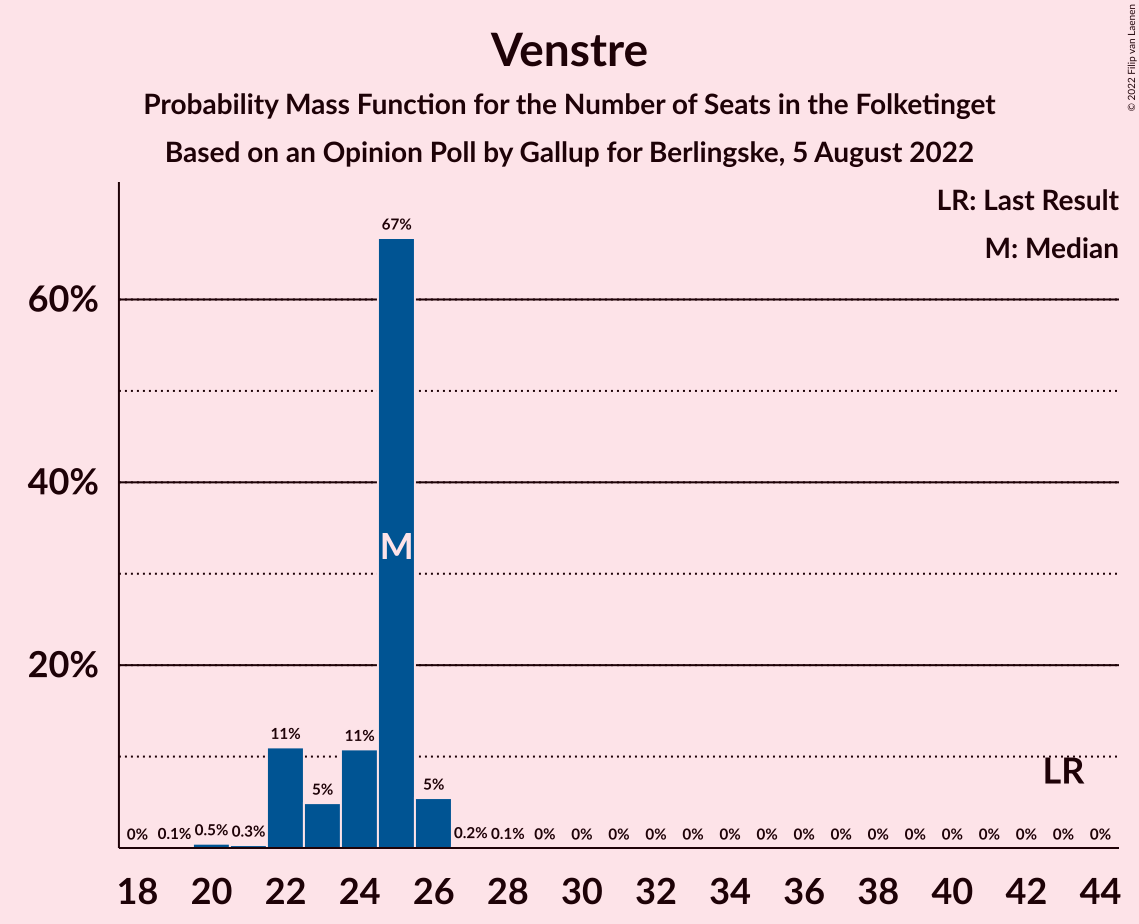 Venstre
Probability Mass Function for the Number of Seats in the Folketinget
Based on an Opinion Poll by Gallup for Berlingske, 5 August 2022
© 2022 Filip van Laenen
LR: Last Result
M: Median
60%
40%
20%
0% 0.1% 0.5% 0.3% 11% 5% 11% 67% 5% 0.2% 0.1% 0% 0% 0% 0% 0% 0% 0% 0% 0% 0% 0% 0% 0% 0% 0% 0%
M
LR
18 20 22 24 26 28 30 32 34 36 38 40 42 44